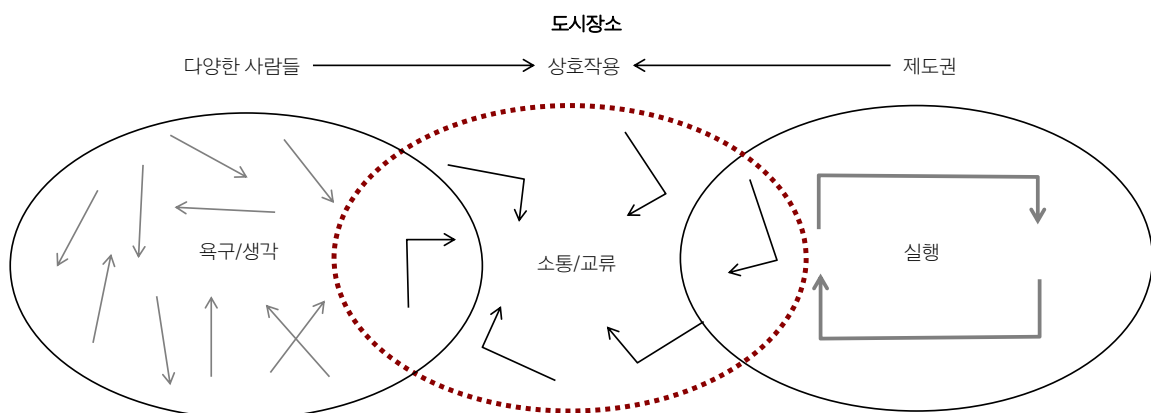 도시장소
다양한 사람들
상호작용
제도권
욕구/생각
소통/교류
실행